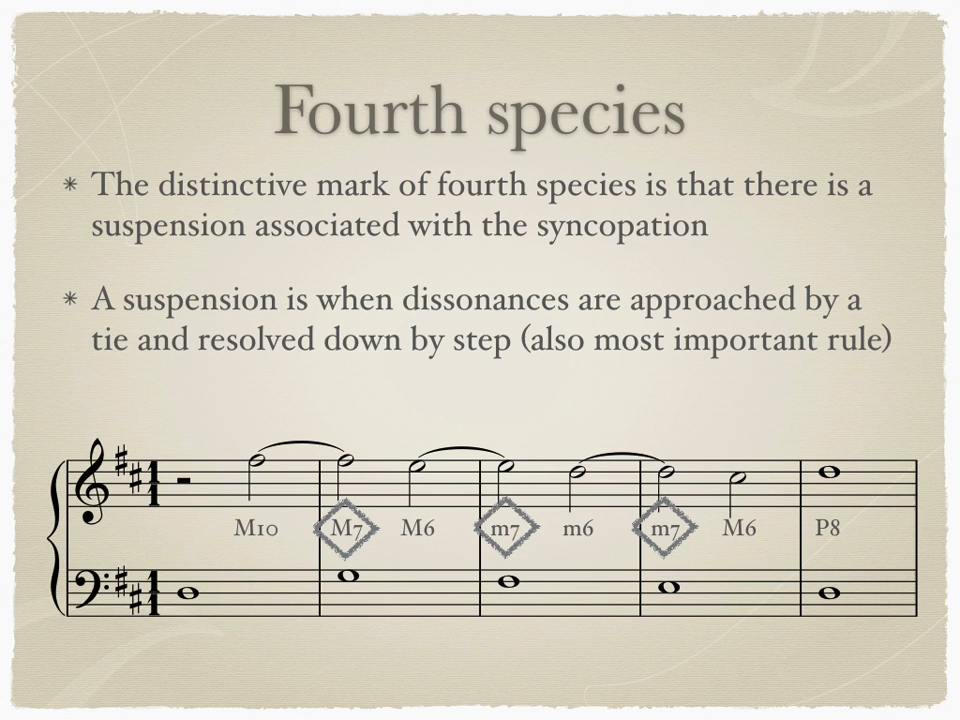 Fourth species
* The distinctive mark of fourth species is that there is a
suspension associated with the syncopation
* A suspension is when dissonances are approached by a
tie and resolved down by step (also most important rule)
1
M10 M7 M6 m7 m6 m7 M6 P8
1